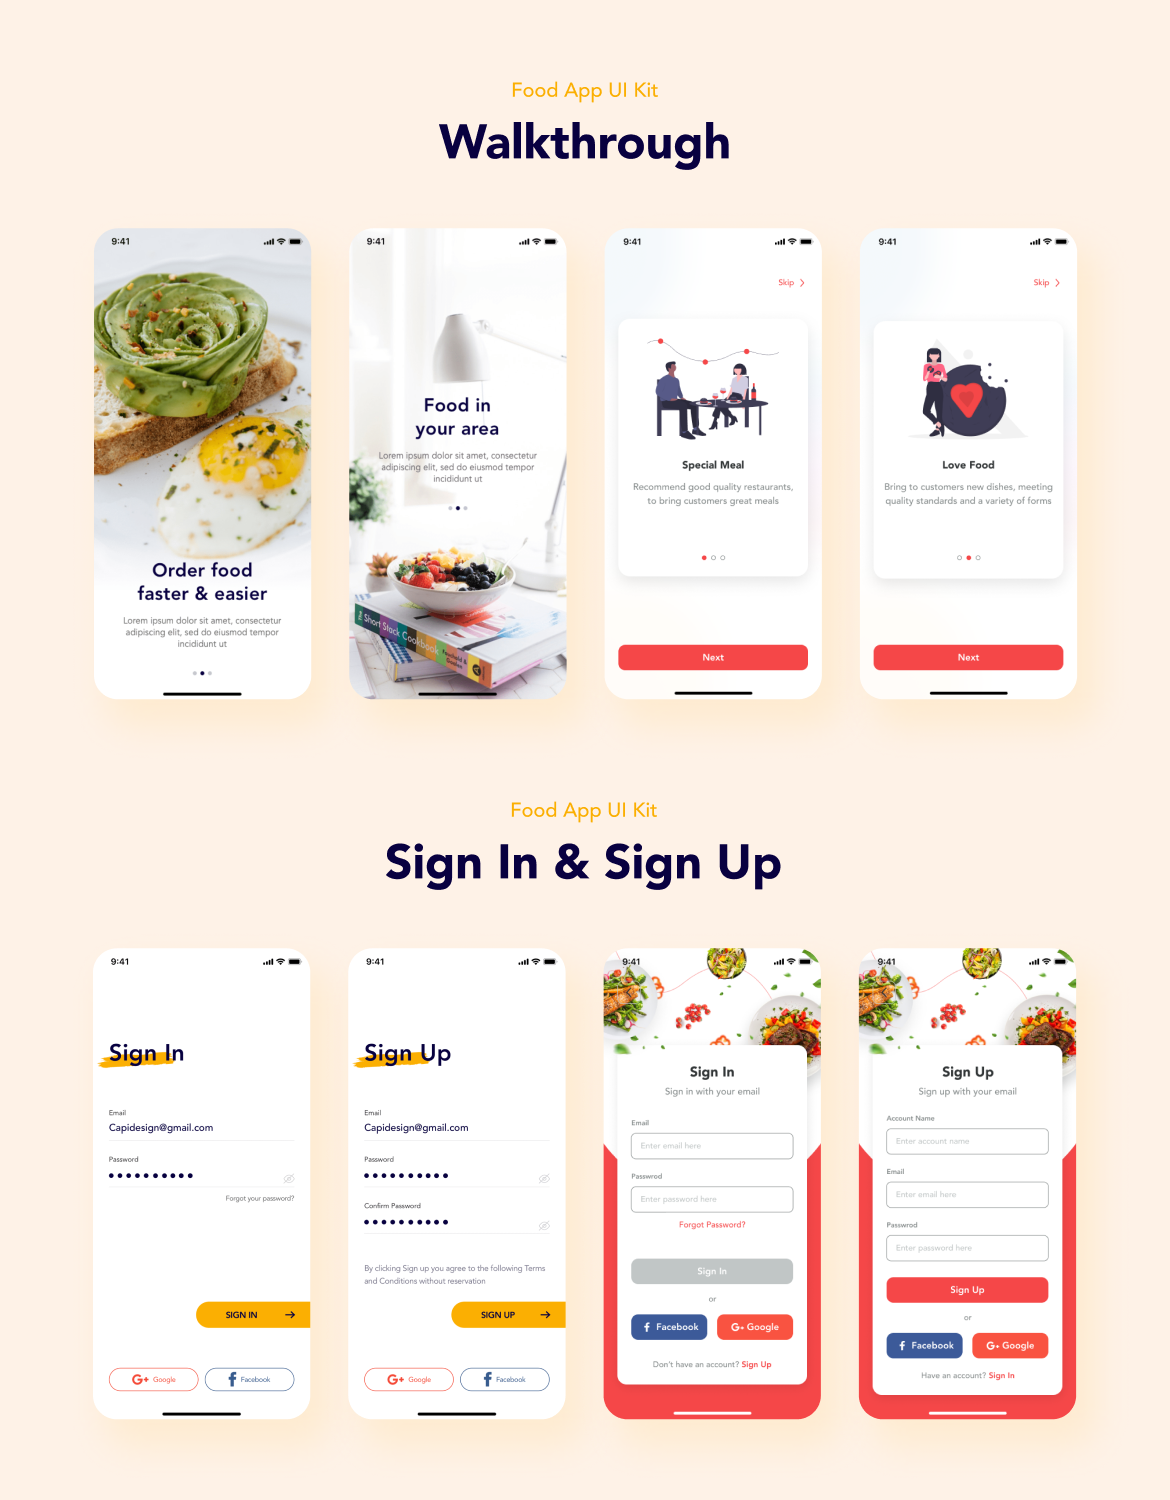 Food App UI Kit
Walkthrough
9:41
Order food
faster & easier
Lorem ipsum dolor sit amet, consectetur
adipiscing elit, sed do eiusmod tempor
incididunt ut
9:41
Food in
your area
Lorem ipsum dolor sit amet, consectetur
adipiscing elit, sed do eiusmod tempor
incididunt ut
The Short Stack Cookbook
9:41
Skip
Special Meal
Recommend good quality restaurants,
to bring customers great meals
Next
9:41
Skip
Love Food
Bring to customers new dishes, meeting
quality standards and a variety of forms
Next
Food App UI Kit
Sign In & Sign Up
9:41
Sign In
Email
Capidesign@gmail.com
Password
Forgot your password?
SIGN IN
G+ Google
f Facebook
9:41
Sign Up
Email
Capidesign@gmail.com
Password
Confirm Password
By clicking Sign up you agree to the following Terms
and Conditions without reservation
SIGN UP
G+ Google
f Facebook
9:41
Sign In
Sign in with your email
Email
Enter email here
Passwrod
Enter password here
Forgot Password?
Sign In
or
f Facebook
G+ Google
Don't have an account? Sign Up
9:41
Sign Up
Sign up with your email
Account Name
Enter account name
Email
Enter email here
Passwrod
Enter password here
Sign Up
or
f Facebook
G+ Google
Have an account? Sign In